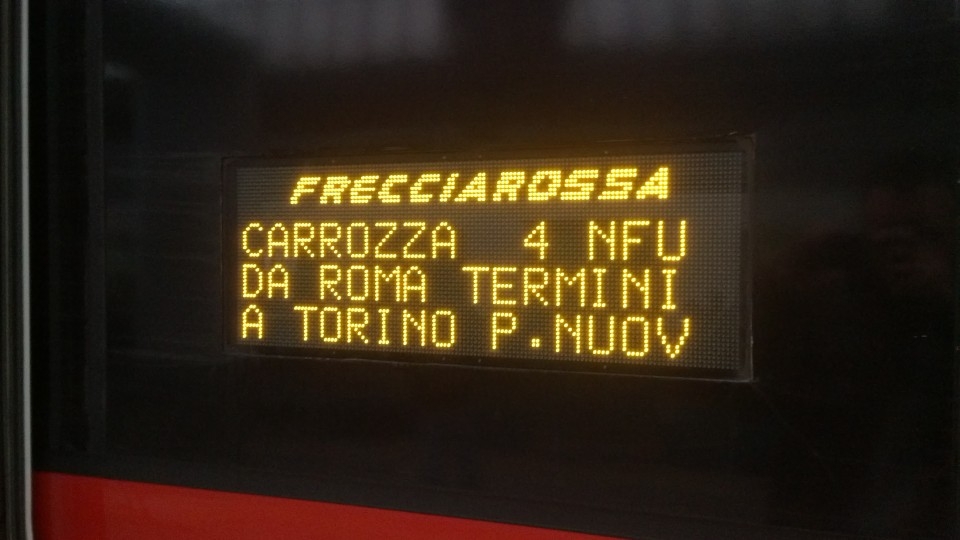 FRECCIAROSSA
CARROZZA 4 NFU
DA ROMA TERMINI
A TORINO P.NUOV